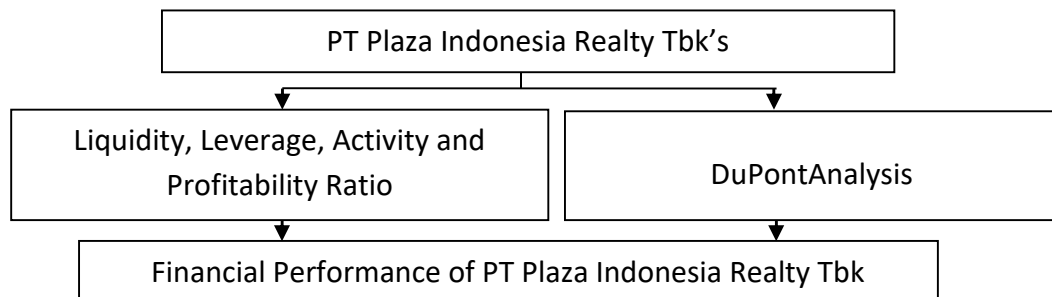 PT Plaza Indonesia Realty Tbk’s
Liquidity, Leverage, Activity and
Profitability Ratio
DuPontAnalysis
Financial Performance of PT Plaza Indonesia Realty Tbk